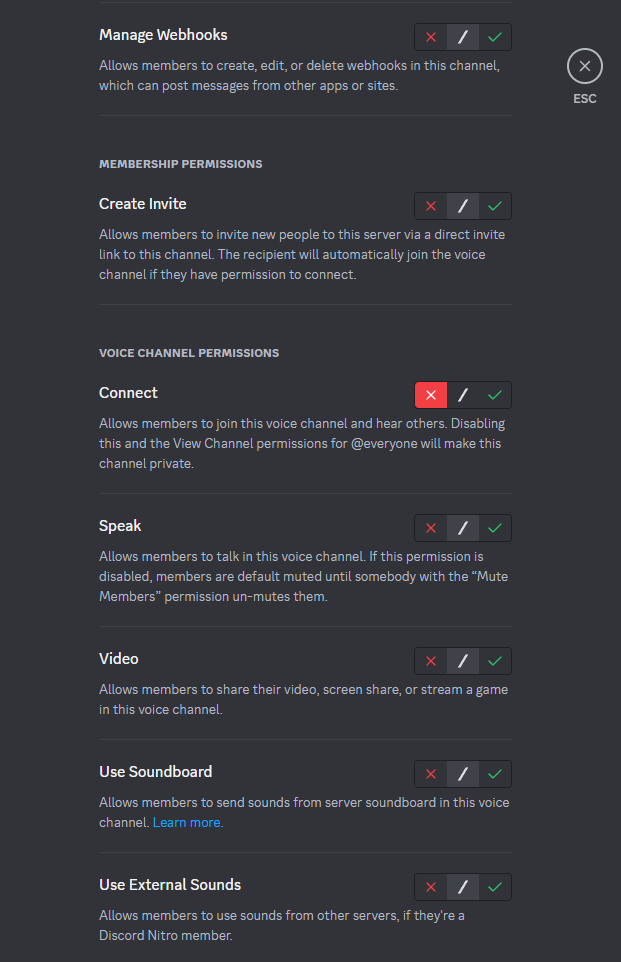 Manage Webhooks
Allows members to create, edit, or delete webhooks in this channel,
which can post messages from other apps or sites.
ESC
MEMBERSHIP PERMISSIONS
Create Invite
Allows members to invite new people to this server via a direct invite
link to this channel. The recipient will automatically join the voice
channel if they have permission to connect.
VOICE CHANNEL PERMISSIONS
Connect
Allows members to join this voice channel and hear others. Disabling
this and the View Channel permissions for @everyone will make this
channel private.
Speak
Allows members to talk in this voice channel. If this permission is
disabled, members are default muted until somebody with the “Mute
Members” permission un-mutes them.
Video
Allows members to share their video, screen share, or stream a game
in this voice channel.
Use Soundboard
Allows members to send sounds from server soundboard in this voice
channel. Learn more.
Use External Sounds
Allows members to use sounds from other servers, if they're a
Discord Nitro member.